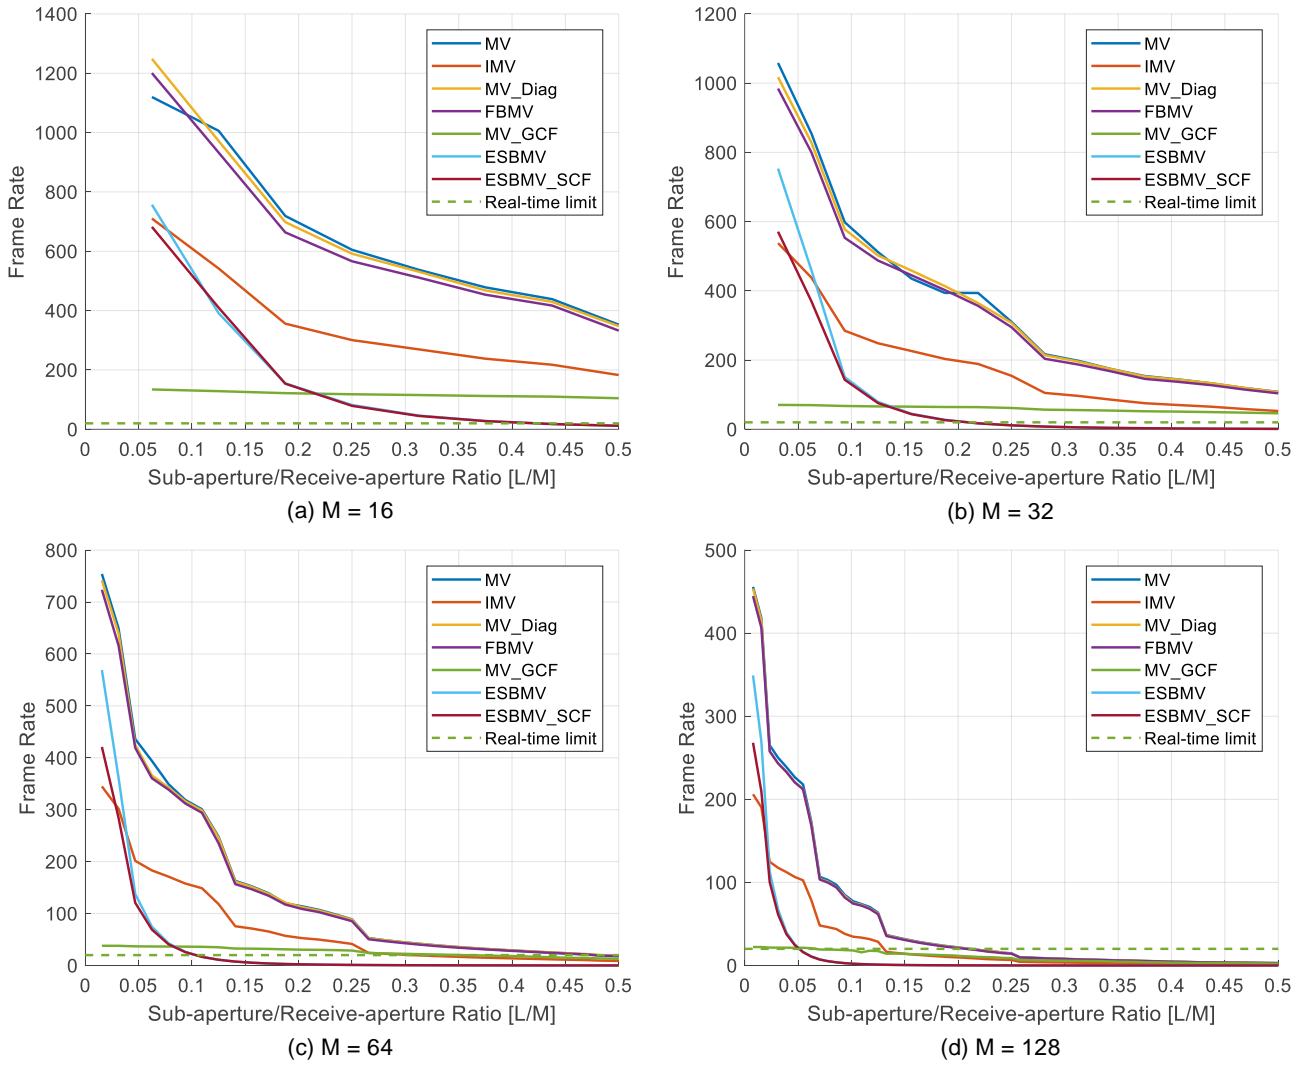 1400
1200
1000
800
600
400
200
0
Frame Rate
MV
IMV
MV_Diag
FBMV
MV_GCF
ESBMV
ESBMV_SCF
Real-time limit
0 0.05 0.1 0.15 0.2 0.25 0.3 0.35 0.4 0.45 0.5
Sub-aperture/Receive-aperture Ratio [L/M]
(a) M = 16
1200
1000
800
600
400
200
0
Frame Rate
MV
IMV
MV_Diag
FBMV
MV_GCF
ESBMV
ESBMV_SCF
Real-time limit
0 0.05 0.1 0.15 0.2 0.25 0.3 0.35 0.4 0.45 0.5
Sub-aperture/Receive-aperture Ratio [L/M]
(b) M = 32
800
700
600
500
400
300
200
100
0
Frame Rate
MV
IMV
MV_Diag
FBMV
MV_GCF
ESBMV
ESBMV_SCF
Real-time limit
0 0.05 0.1 0.15 0.2 0.25 0.3 0.35 0.4 0.45 0.5
Sub-aperture/Receive-aperture Ratio [L/M]
(c) M = 64
500
400
300
200
100
0
Frame Rate
MV
IMV
MV_Diag
FBMV
MV_GCF
ESBMV
ESBMV_SCF
Real-time limit
0 0.05 0.1 0.15 0.2 0.25 0.3 0.35 0.4 0.45 0.5
Sub-aperture/Receive-aperture Ratio [L/M]
(d) M = 128